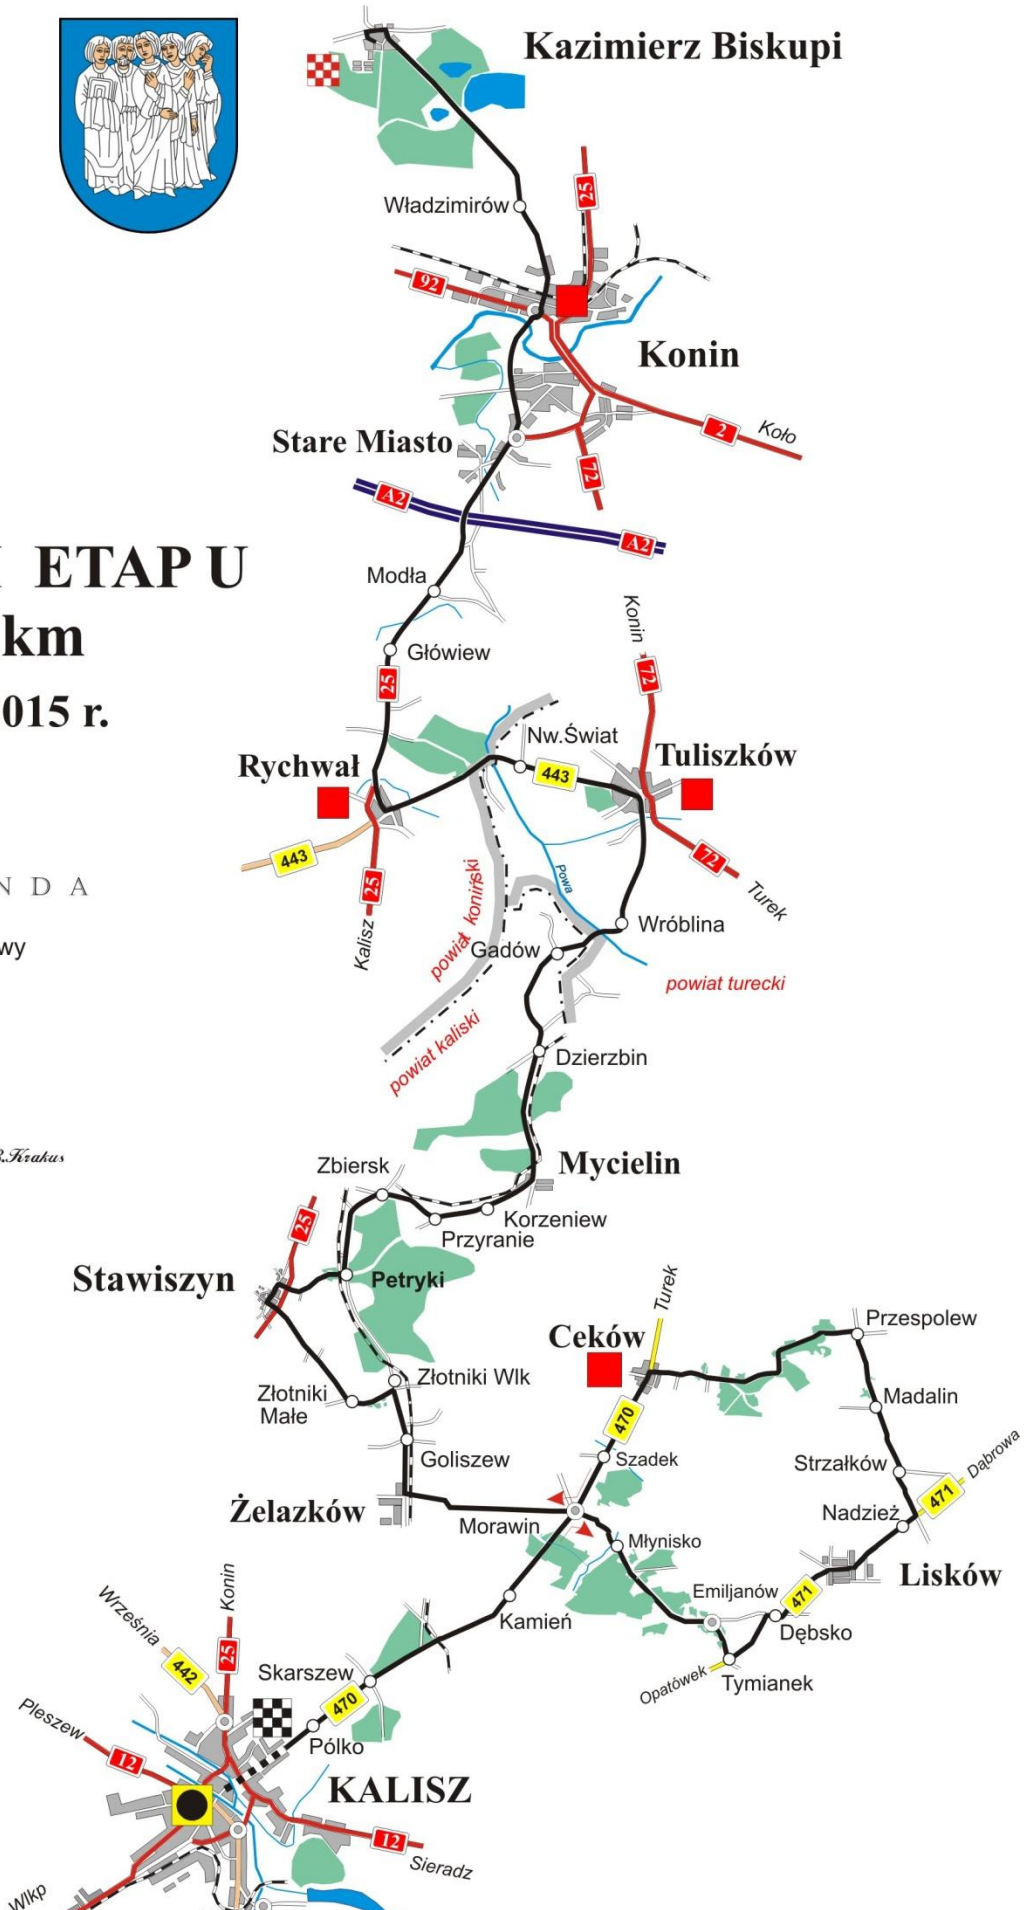 Kazimierz Biskupi
Władzimirów
25
92
Konin
Stare Miasto
2
Koło
72
A2
A2
ETAP U
km
015 r.
Modła
Główiew
25
Konin
72
Nw.Świat
Rychwał
443
Tuliszków
443
72
Turek
25
Kalisz
N D A
wy
powiat koniński
Powa
Wróblina
Gadów
powiat turecki
powiat kaliski
Dzierzbin
R.Krakus
Zbiersk
Mycielin
Korzeniew
Przyranie
25
Stawiszyn
Petryki
Turek
Ceków
Przespolew
Złotniki Wlk
Złotniki
Małe
Madalin
470
Goliszew
Szadek
Strzałków
Dąbrowa
471
Żelazków
Morawin
Nadzież
Młynisko
Lisków
Konin
Września
Emiljanów
471
Kamień
Dębsko
25
442
Skarszew
470
Opatówek
Tymianek
Pleszew
12
Pólko
KALISZ
12
Sieradz
Wlkp